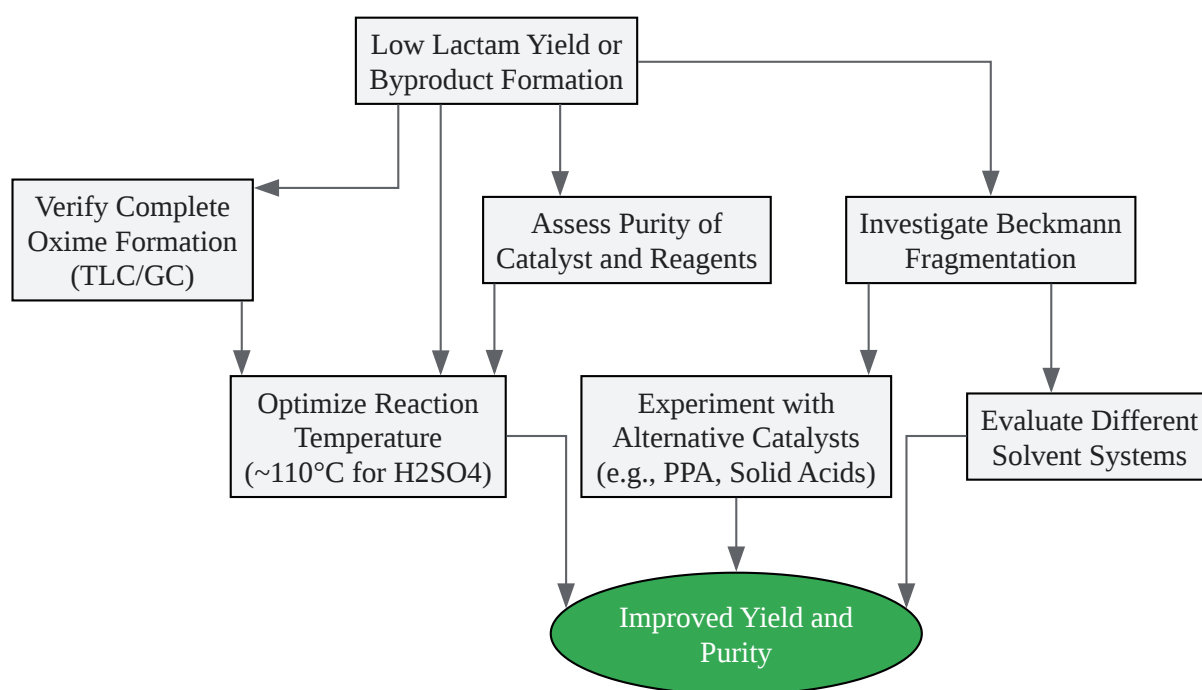 Low Lactam Yield or
Byproduct Formation
Verify Complete
Oxime Formation
(TLC/GC)
Assess Purity of
Catalyst and Reagents
Investigate Beckmann
Fragmentation
Optimize Reaction
Temperature
(~110°C for H2SO4)
Experiment with
Alternative Catalysts
(e.g., PPA, Solid Acids)
Evaluate Different
Solvent Systems
Improved Yield and
Purity